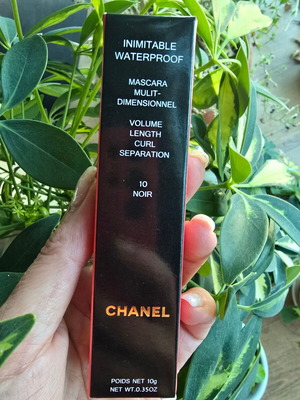 INIMITABLE
WATERPROOF
MASCARA
MULIT-
DIMENSIONNEL
VOLUME
LENGTH
CURL
SEPARATION
10
NOIR
CHANEL
POIDS NET 10g
NET WT.0.35OZ